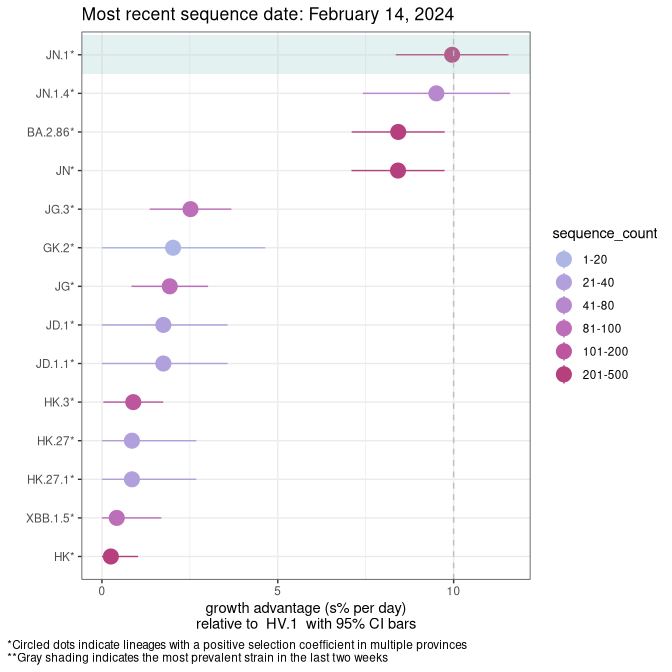 Most recent sequence date: February 14, 2024
JN.1*
JN.1.4*
BA.2.86*
JN*
JG.3*
GK.2*
JG*
JD.1*
JD.1.1*
HK.3*
HK.27*
HK.27.1*
XBB.1.5*
HK*
0
5
10
growth advantage (s% per day)
relative to HV.1 with 95% CI bars
sequence_count
1-20
21-40
41-80
81-100
101-200
201-500
*Circled dots indicate lineages with a positive selection coefficient in multiple provinces
**Gray shading indicates the most prevalent strain in the last two weeks